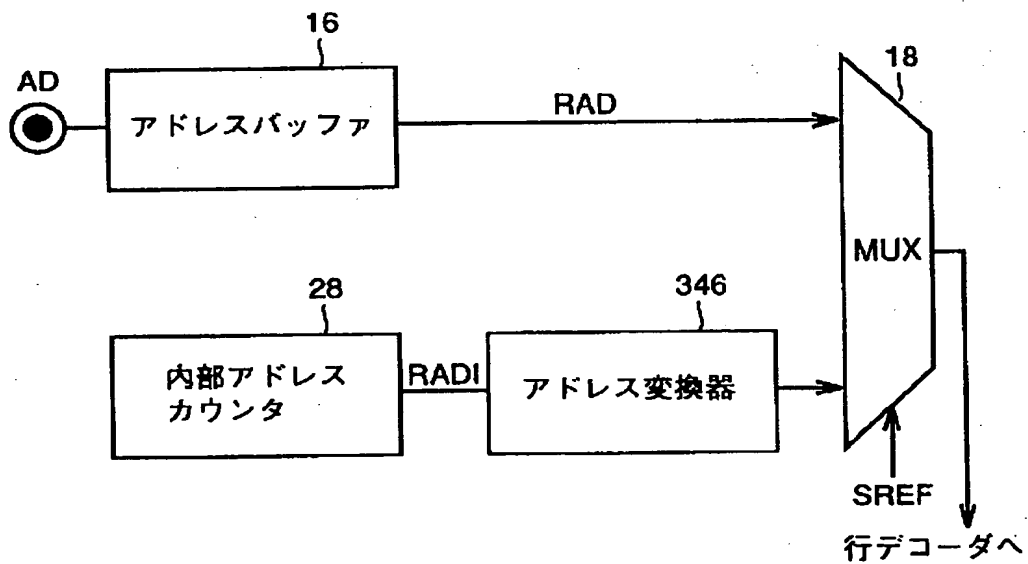 16
18
AD
アドレスバッファ
RAD
MUX
28
346
内部アドレス
カウンタ
RADI
アドレス変換器
SREF
行デコーダへ